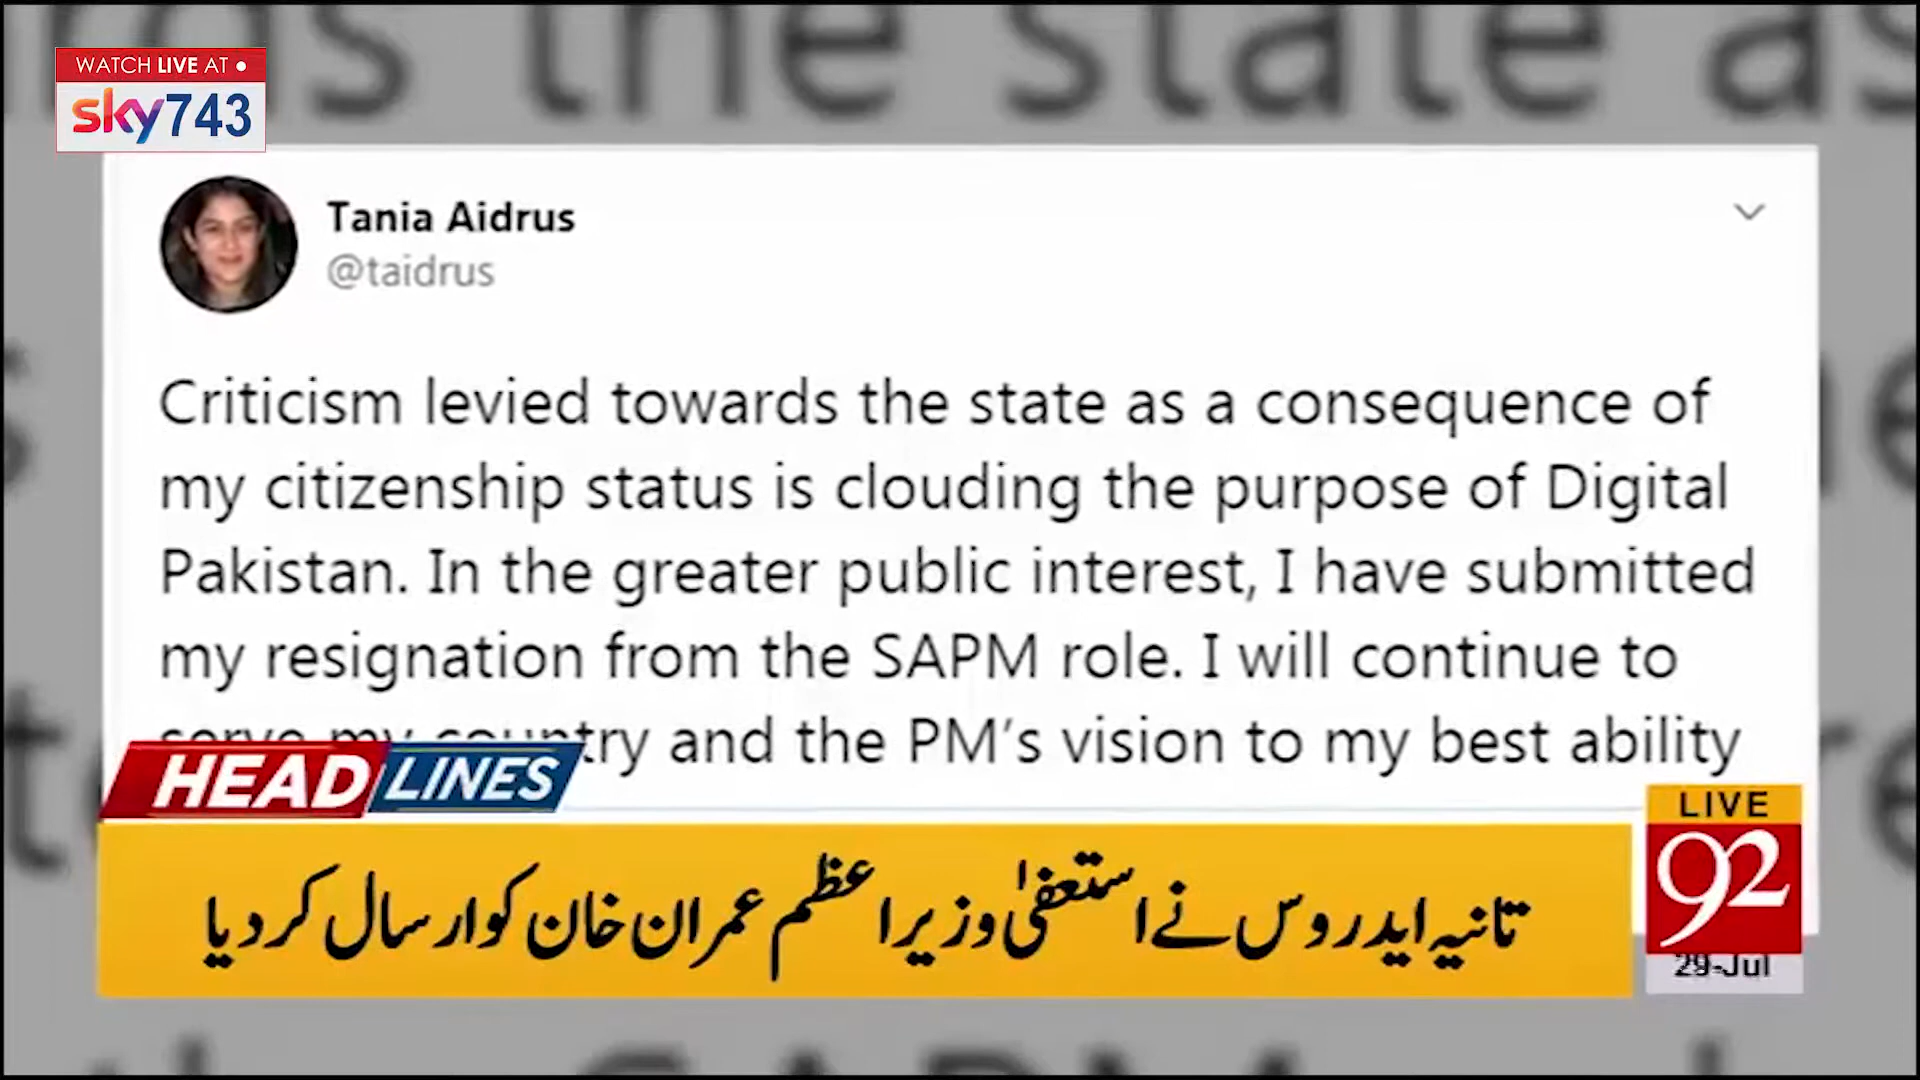 WATCH LIVE AT
sky743
Tania Aidrus
@taidrus
Criticism levied towards the state as a consequence of
my citizenship status is clouding the purpose of Digital
Pakistan. In the greater public interest, I have submitted
my resignation from the SAPM role. I will continue to
serve my country and the PM's vision to my best ability
HEADLINES
LIVE
92
29-Jul
تانیہ ایدروس نے استعفیٰ وزیراعظم عمران خان کو ارسال کر دیا